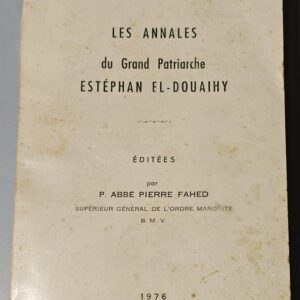 LES ANNALES
du Grand Patriarche
ESTÉPHAN EL-DOUAIHY
ÉDITÉES
par
P. ABBÉ PIERRE FAHED
SUPÉRIEUR GÉNÉRAL DE L'ORDRE MARONITE
B. M. V.
1976